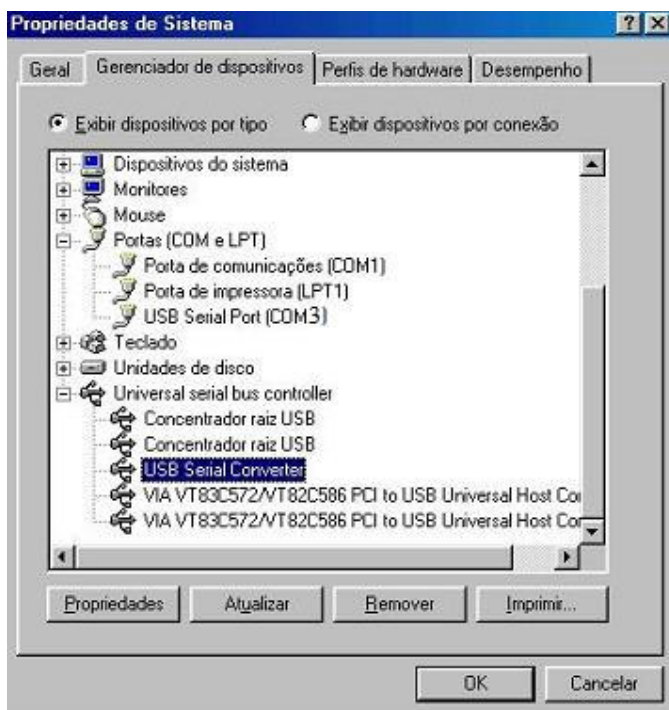 Propriedades de Sistema
Geral Gerenciador de dispositivos Perfis de hardware Desempenho
Exibir dispositivos por tipo Exibir dispositivos por conexão
Dispositivos do sistema
Monitores
Mouse
Portas (COM e LPT)
Porta de comunicações (COM1)
Porta de impressora (LPT1)
USB Serial Port (COM3)
Teclado
Unidades de disco
Universal serial bus controller
Concentrador raiz USB
Concentrador raiz USB
USB Serial Converter
VIA VT83C572/VT82C586 PCI to USB Universal Host Co
VIA VT83C572/VT82C586 PCI to USB Universal Host Co
Propriedades Atualizar Remover Imprimir...
OK Cancelar